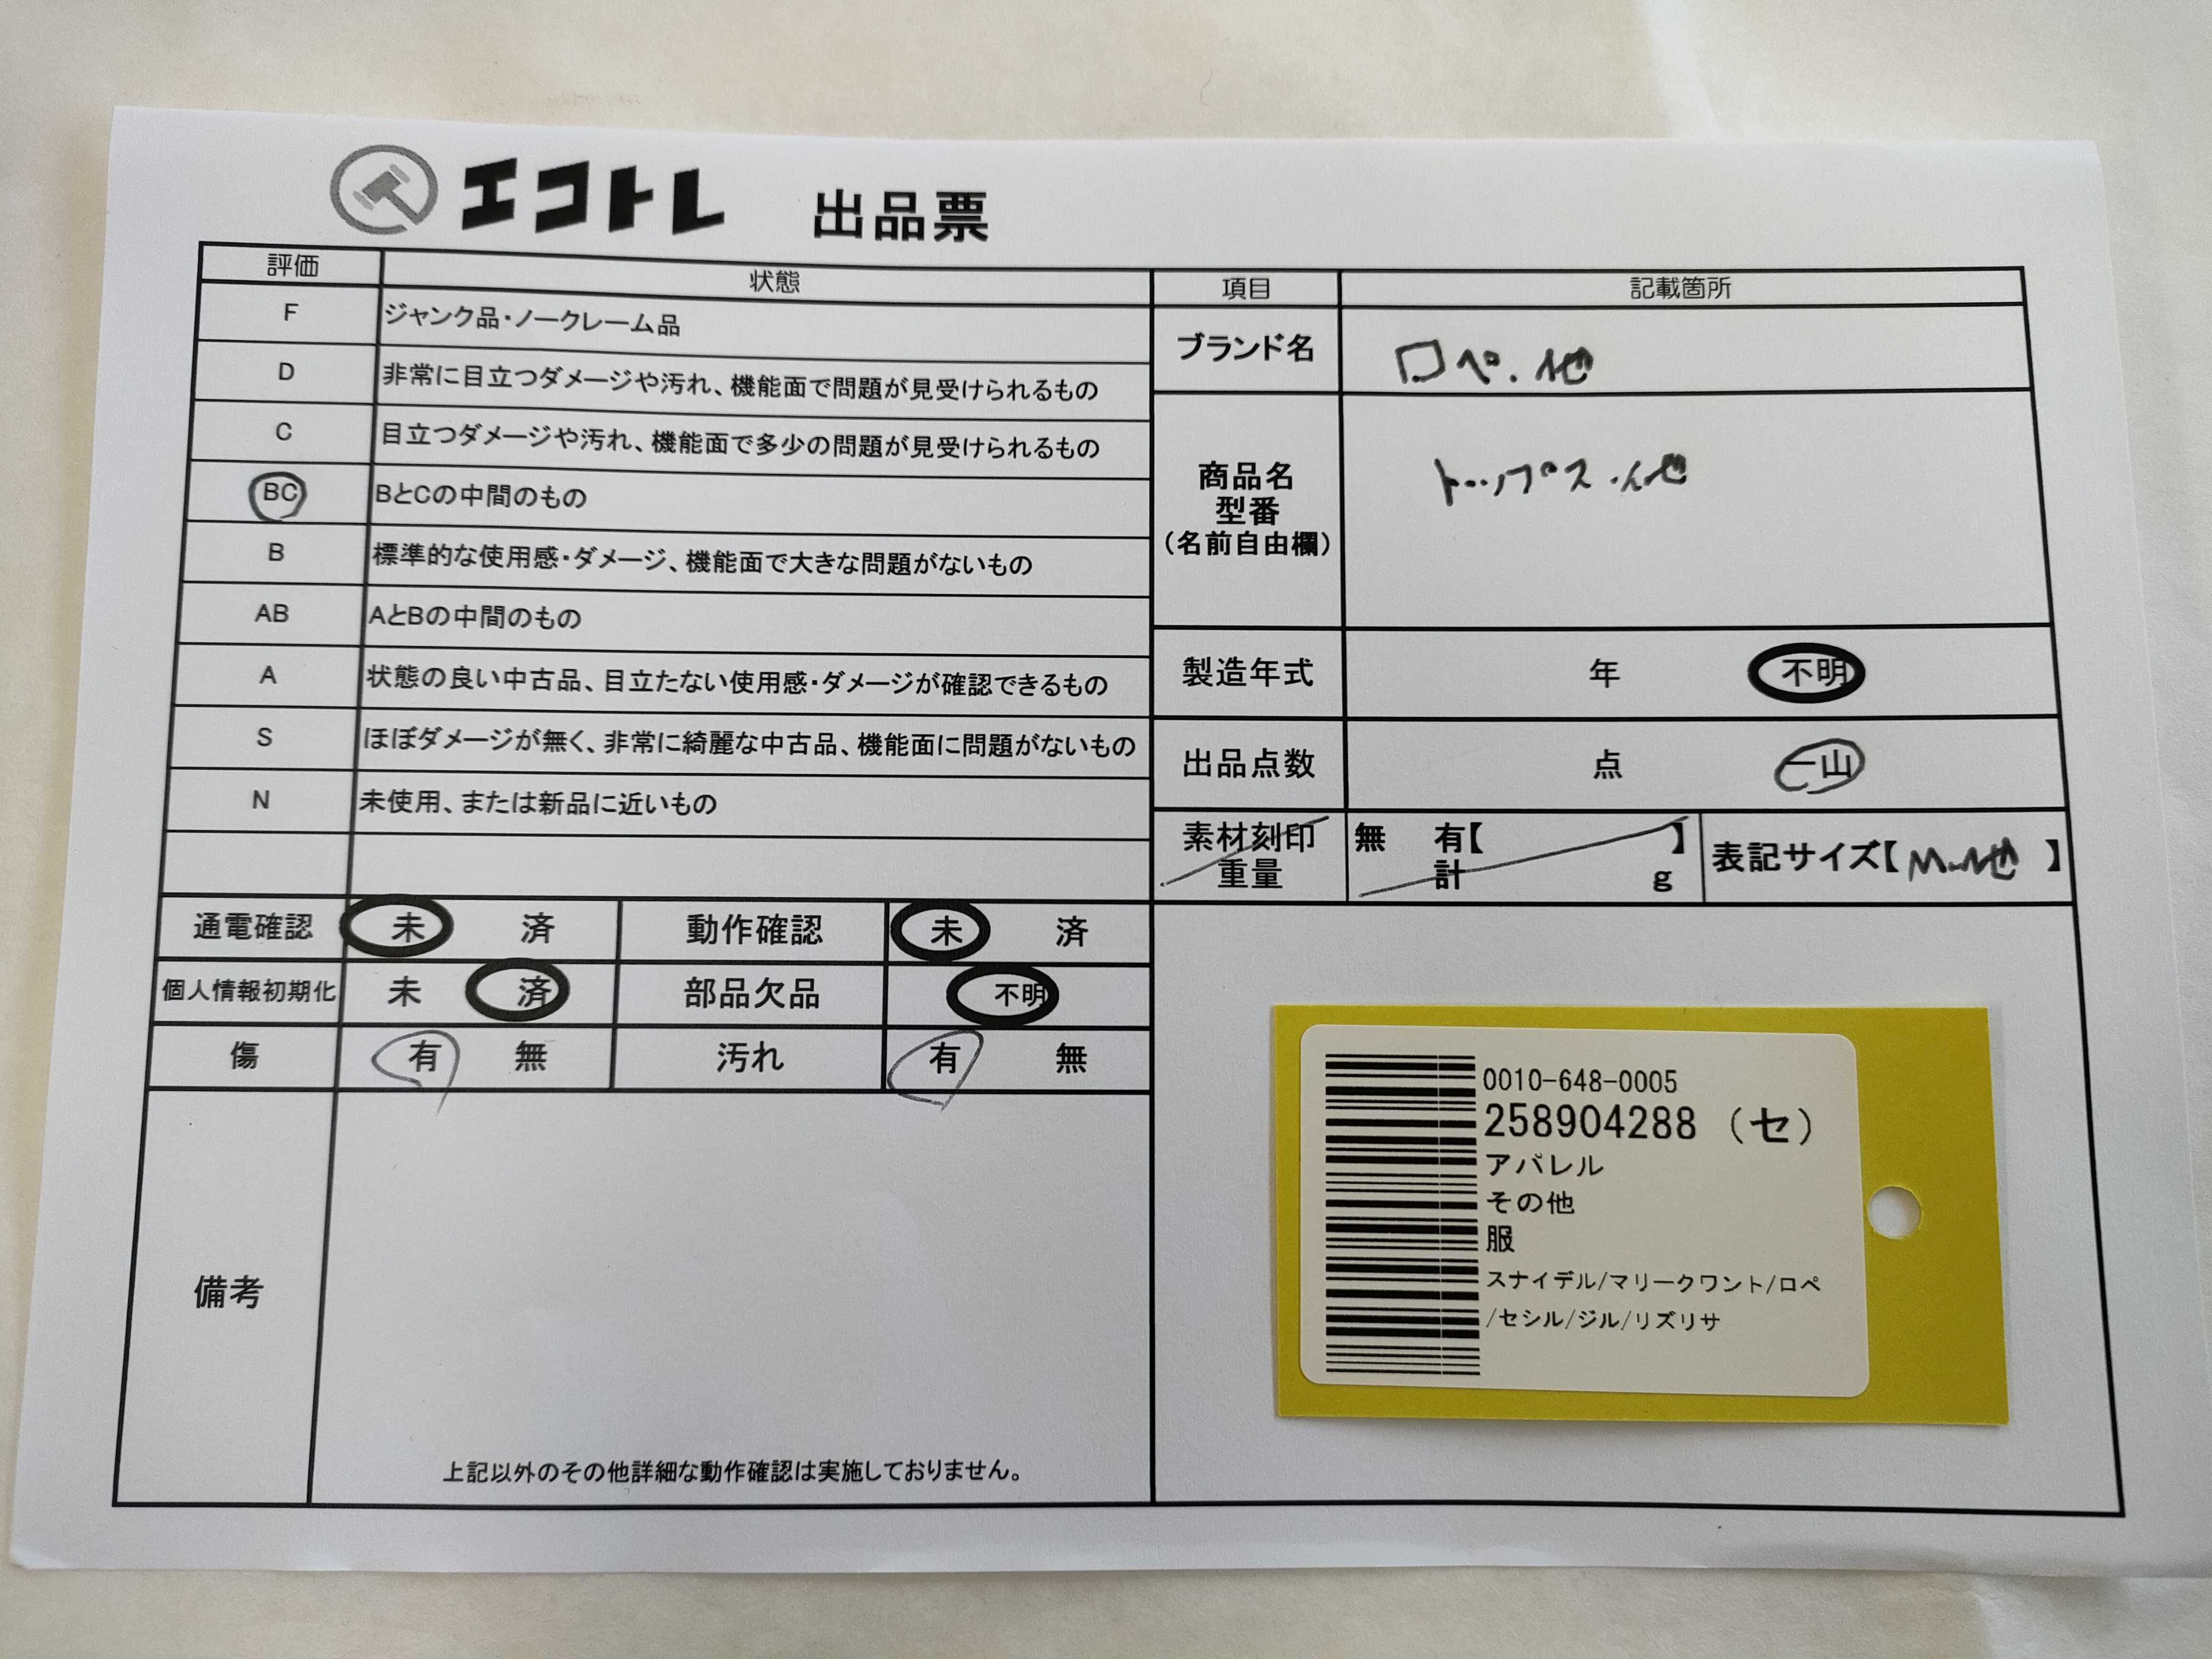 エコトレ 出品票
評価 状態
F ジャンク品・ノークレーム品
D 非常に目立つダメージや汚れ、機能面で問題が見受けられるもの
C 目立つダメージや汚れ、機能面で多少の問題が見受けられるもの
BC BとCの中間のもの
B 標準的な使用感・ダメージ、機能面で大きな問題がないもの
AB AとBの中間のもの
A 状態の良い中古品、目立たない使用感・ダメージが確認できるもの
S ほぼダメージが無く、非常に綺麗な中古品、機能面に問題がないもの
N 未使用、または新品に近いもの
通電確認 未 済 動作確認 未 済
個人情報初期化 未 済 部品欠品 不明
傷 有 無 汚れ 有 無
備考
上記以外のその他詳細な動作確認は実施しておりません。
項目 記載箇所
ブランド名 ロペ.他
商品名
型番
(名前自由欄)
トップス.他
製造年式 年 不明
出品点数 点 一山
素材刻印 無 有【 】
重量 計 g
表記サイズ【M.他】
0010-648-0005
258904288 (セ)
アパレル
その他
服
スナイデル/マリークワント/ロペ
/セシル/ジル/リズリサ